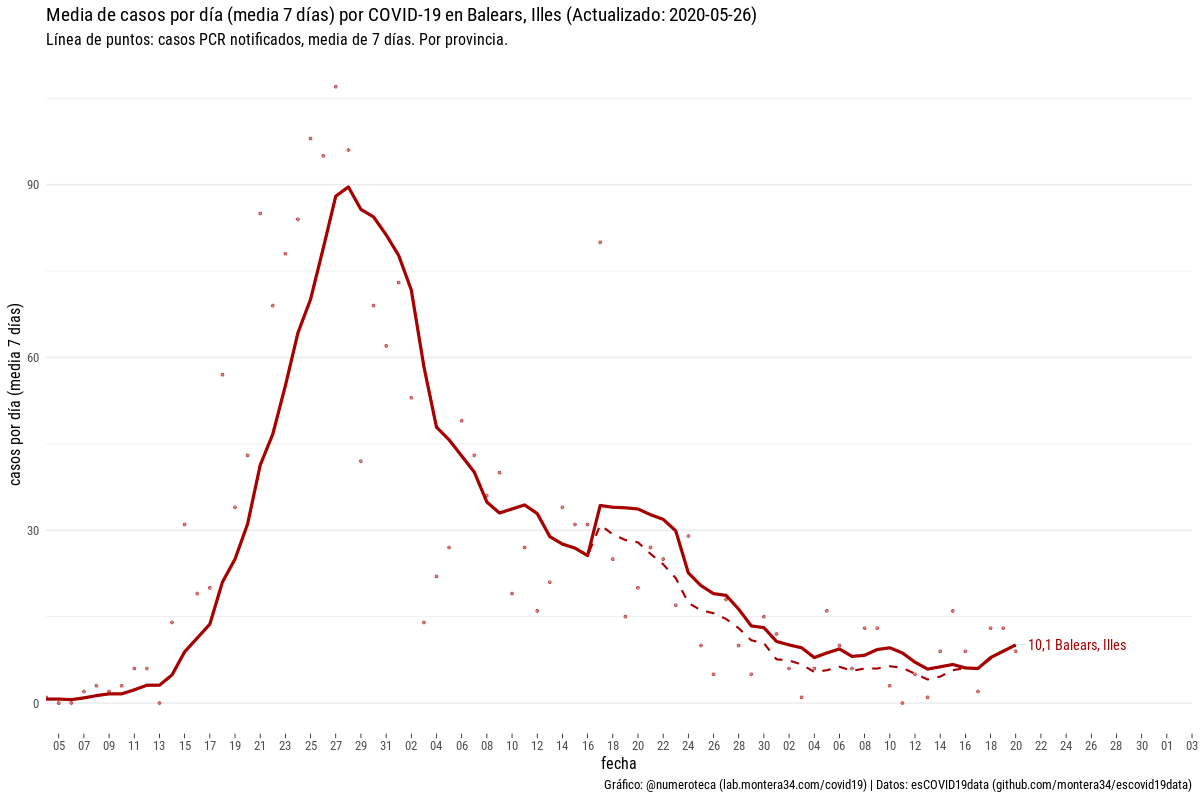 Media de casos por día (media 7 días) por COVID-19 en Balears, Illes (Actualizado: 2020-05-26)
Línea de puntos: casos PCR notificados, media de 7 días. Por provincia.
casos por día (media 7 días)
90
60
30
0
10,1 Balears, Illes
05 07 09 11 13 15 17 19 21 23 25 27 29 31 02 04 06 08 10 12 14 16 18 20 22 24 26 28 30 02 04 06 08 10 12 14 16 18 20 22 24 26 28 30 01 03
fecha
Gráfico: @numeroteca (lab.montera34.com/covid19) | Datos: esCOVID19data (github.com/montera34/escovid19data)